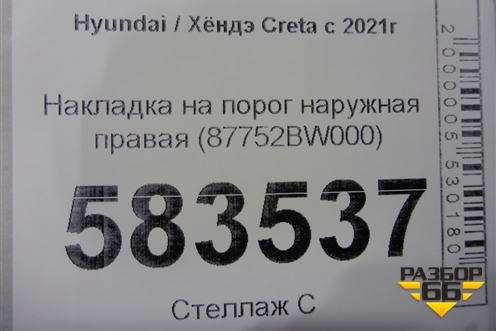 Hyundai / Хёндэ Creta с 2021г
Накладка на порог наружная
правая (87752BW000)
583537
Стеллаж С
2000005530180
РАЗБОР
66